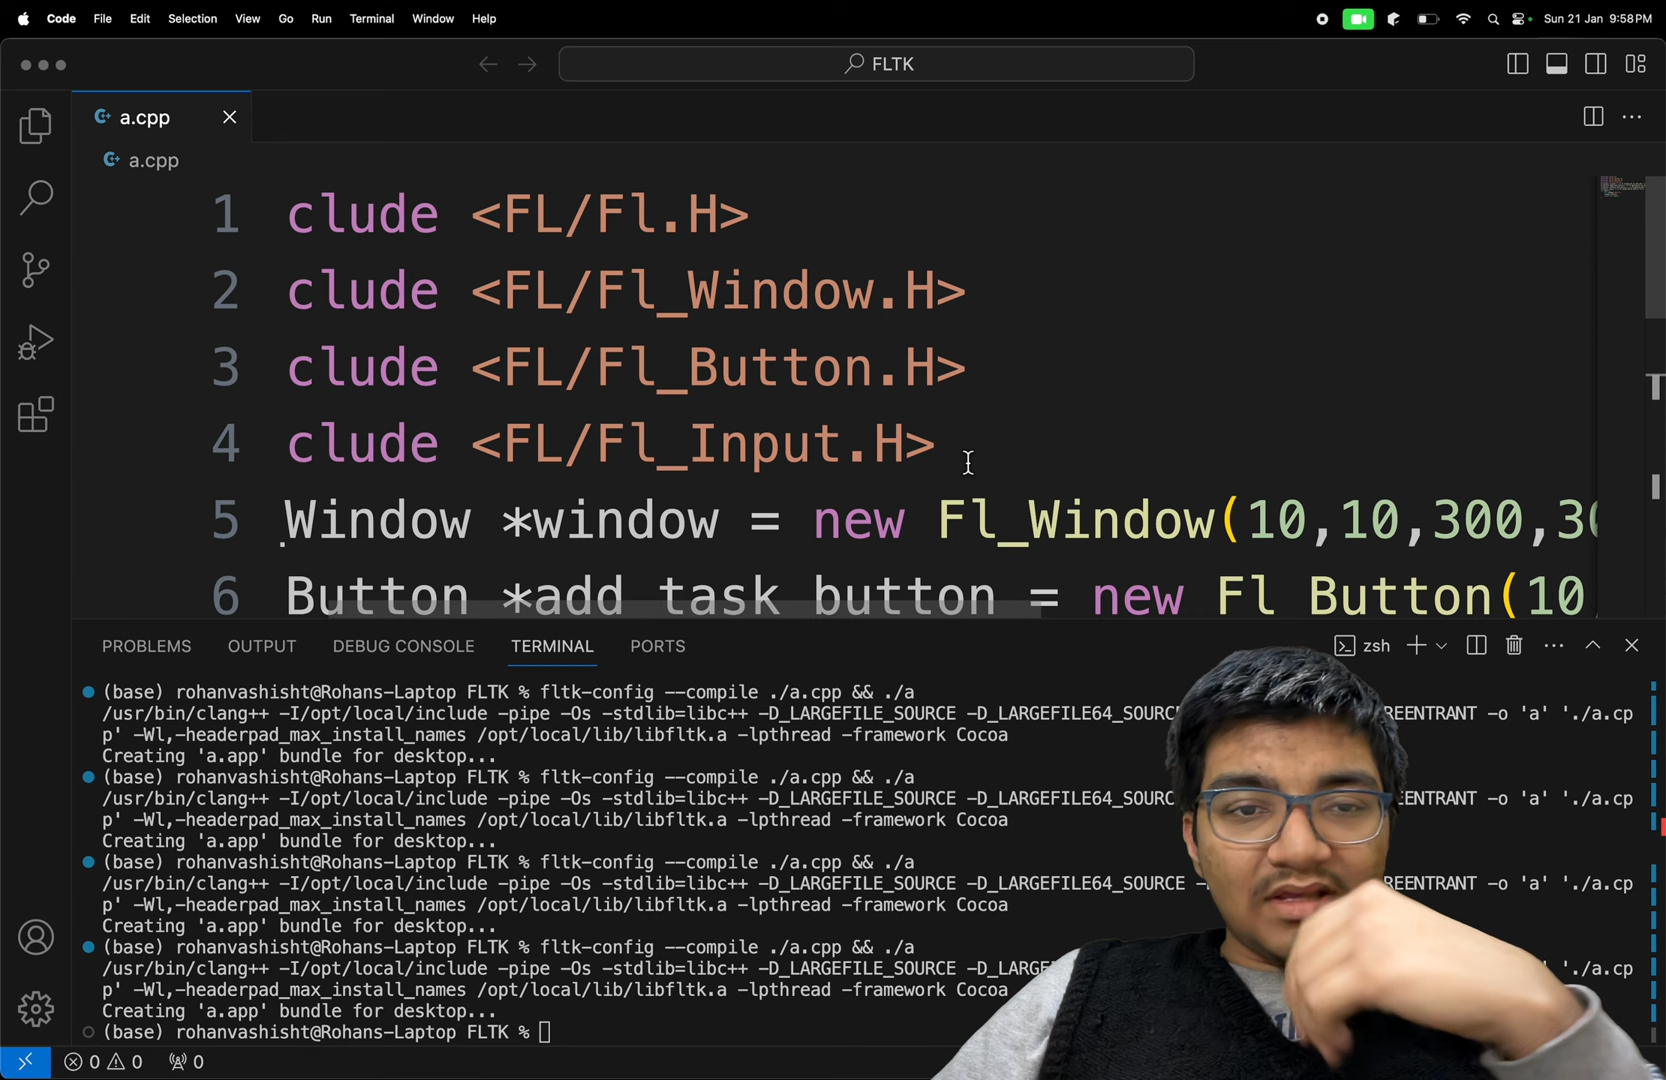 Code File Edit Selection View Go Run Terminal Window Help Sun 21 Jan 9:58 PM
FLTK
a.cpp
a.cpp
1 clude <FL/Fl.H>
2 clude <FL/Fl_Window.H>
3 clude <FL/Fl_Button.H>
4 clude <FL/Fl_Input.H>
5 Window *window = new Fl_Window(10,10,300,30
6 Button *add task button = new Fl Button(10,
PROBLEMS OUTPUT DEBUG CONSOLE TERMINAL PORTS zsh
(base) rohanvashisht@Rohans-Laptop FLTK % fltk-config --compile ./a.cpp && ./a
/usr/bin/clang++ -I/opt/local/include -pipe -Os -stdlib=libc++ -D_LARGEFILE_SOURCE -D_LARGEFILE64_SOURCE REENTRANT -o 'a' './a.cp
p' -Wl,-headerpad_max_install_names /opt/local/lib/libfltk.a -lpthread -framework Cocoa
Creating 'a.app' bundle for desktop...
(base) rohanvashisht@Rohans-Laptop FLTK % fltk-config --compile ./a.cpp && ./a
/usr/bin/clang++ -I/opt/local/include -pipe -Os -stdlib=libc++ -D_LARGEFILE_SOURCE -D_LARGEFILE64_SOURC EENTRANT -o 'a' './a.cp
p' -Wl,-headerpad_max_install_names /opt/local/lib/libfltk.a -lpthread -framework Cocoa
Creating 'a.app' bundle for desktop...
(base) rohanvashisht@Rohans-Laptop FLTK % fltk-config --compile ./a.cpp && ./a
/usr/bin/clang++ -I/opt/local/include -pipe -Os -stdlib=libc++ -D_LARGEFILE_SOURCE -D_LARGEFILE64_SOURCE EENTRANT -o 'a' './a.cp
p' -Wl,-headerpad_max_install_names /opt/local/lib/libfltk.a -lpthread -framework Cocoa
Creating 'a.app' bundle for desktop...
(base) rohanvashisht@Rohans-Laptop FLTK % fltk-config --compile ./a.cpp && ./a
/usr/bin/clang++ -I/opt/local/include -pipe -Os -stdlib=libc++ -D_LARGEFILE_SOURCE -D_LARG './a.cp
p' -Wl,-headerpad_max_install_names /opt/local/lib/libfltk.a -lpthread -framework Cocoa
Creating 'a.app' bundle for desktop...
(base) rohanvashisht@Rohans-Laptop FLTK %
0 0 0